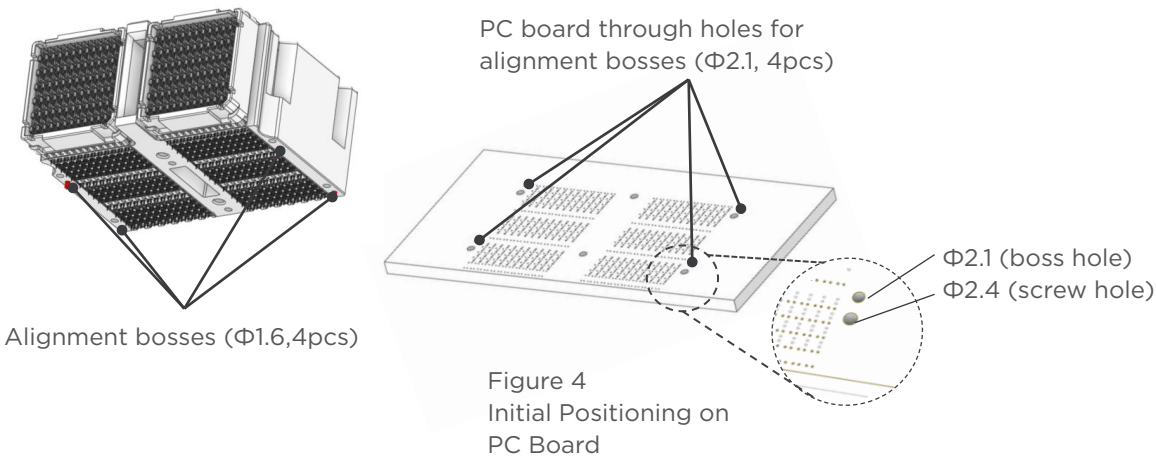 PC board through holes for
alignment bosses (Φ2.1, 4pcs)
Φ2.1 (boss hole)
Φ2.4 (screw hole)
Alignment bosses (Φ1.6,4pcs)
Figure 4
Initial Positioning on
PC Board